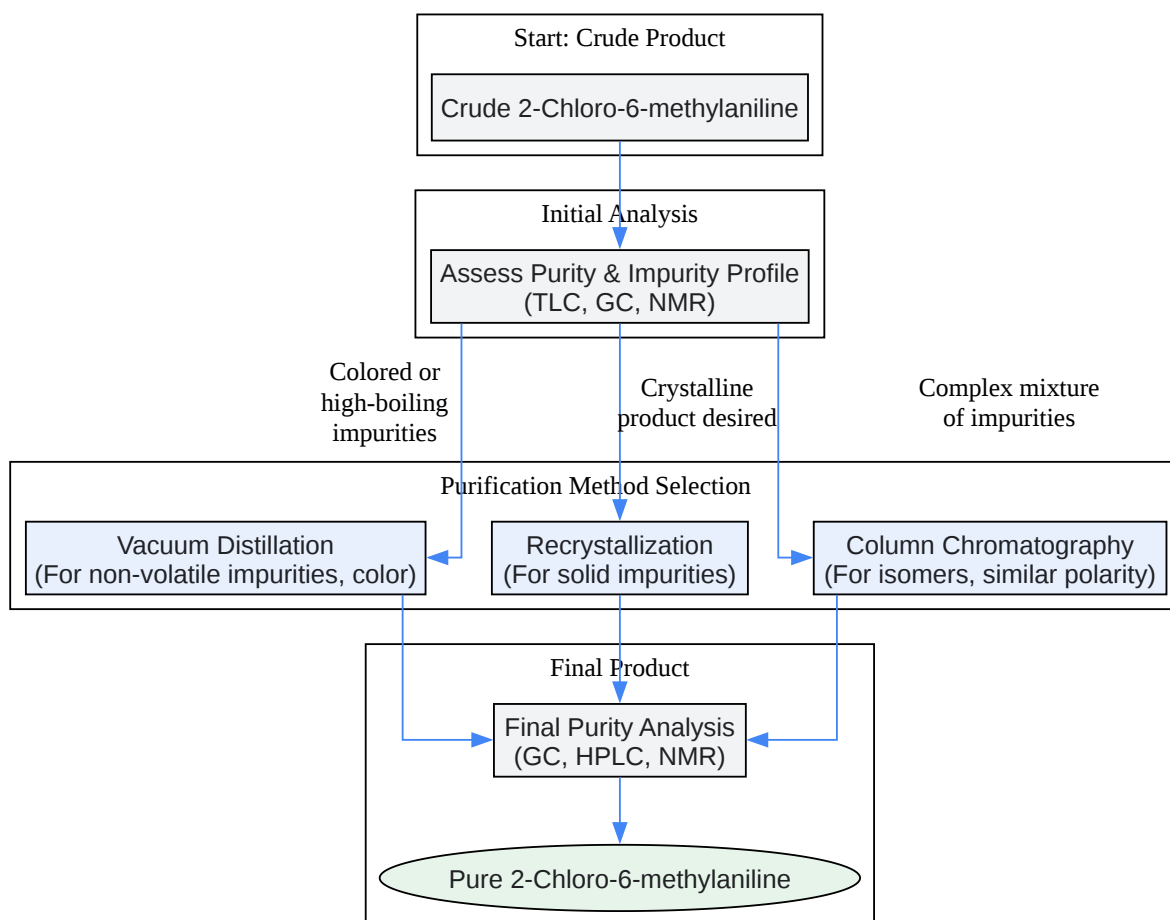 Start: Crude Product
Crude 2-Chloro-6-methylaniline
Initial Analysis
Assess Purity & Impurity Profile
(TLC, GC, NMR)
Colored or
high-boiling
impurities
Crystalline
product desired
Complex mixture
of impurities
Purification Method Selection
Vacuum Distillation
(For non-volatile impurities, color)
Recrystallization
(For solid impurities)
Column Chromatography
(For isomers, similar polarity)
Final Product
Final Purity Analysis
(GC, HPLC, NMR)
Pure 2-Chloro-6-methylaniline